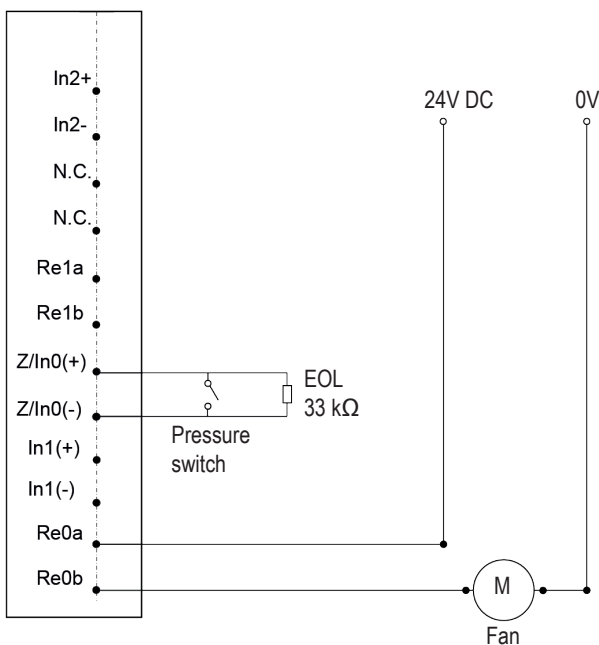 In2+
In2-
N.C.
N.C.
Re1a
Re1b
Z/In0(+)
Z/In0(-)
In1(+)
In1(-)
Re0a
Re0b
24V DC
0V
EOL
33 kΩ
Pressure
switch
M
Fan